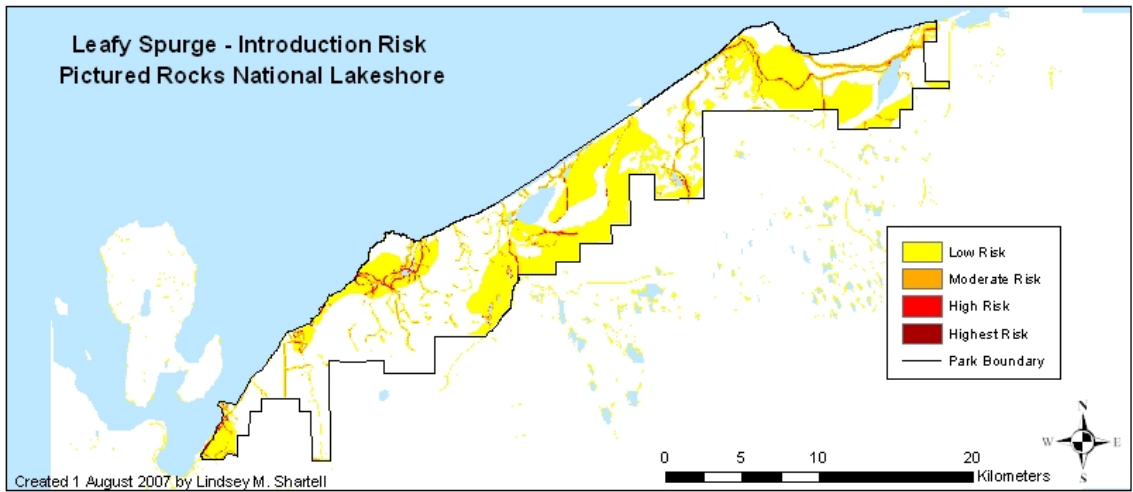 Leafy Spurge - Introduction Risk
Pictured Rocks National Lakeshore
Low Risk
Moderate Risk
High Risk
Highest Risk
Park Boundary
N
W E
S
0 5 10 20
Kilometers
Created 1 August 2007 by Lindsey M. Shartell